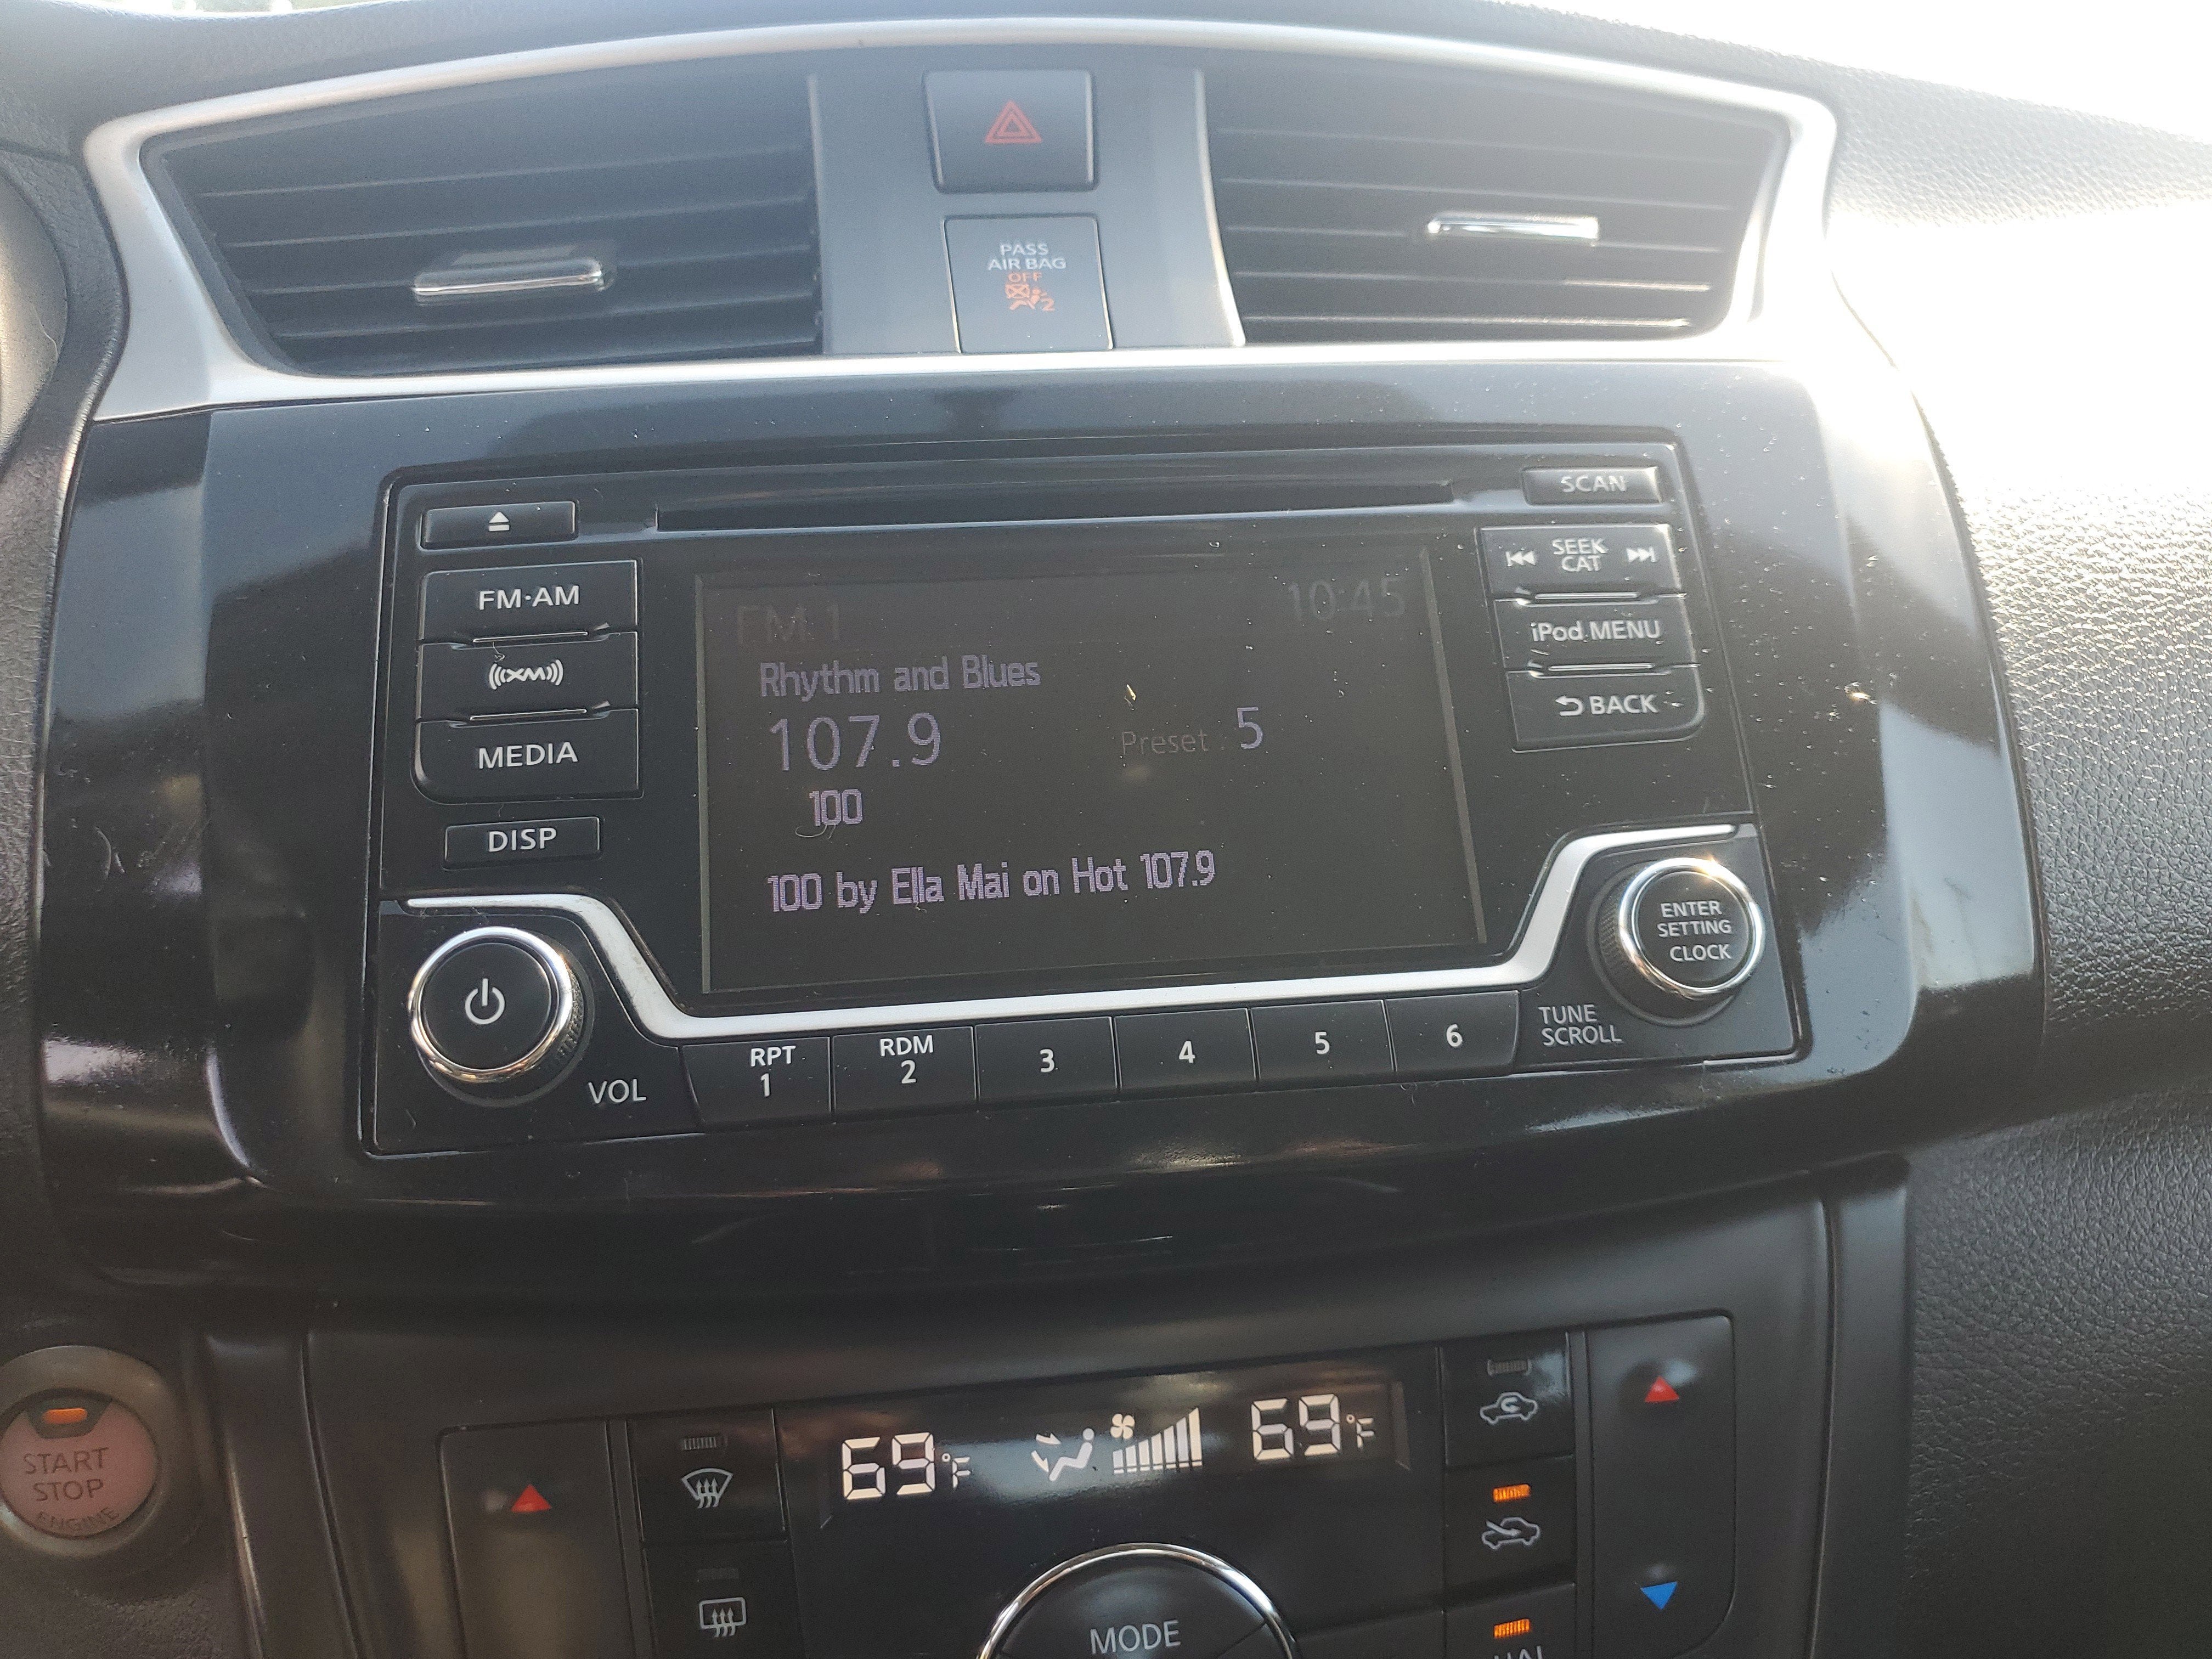 PASS
AIR BAG
OFF
2
SCAN
FM·AM
SEEK
CAT
XM
iPod MENU
MEDIA
BACK
DISP
FM 1
10:45
Rhythm and Blues
107.9
Preset : 5
100
100 by Ella Mai on Hot 107.9
ENTER
SETTING
CLOCK
VOL
TUNE
SCROLL
RPT
1
RDM
2
3
4
5
6
START
STOP
ENGINE
69°F
69°F
MODE